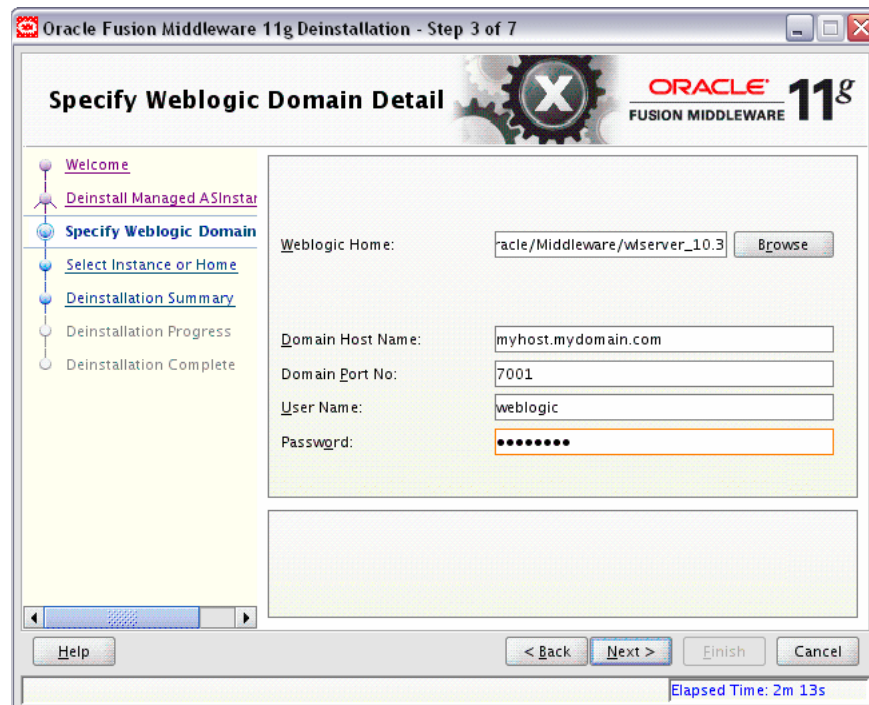 Oracle Fusion Middleware 11g Deinstallation - Step 3 of 7
Specify Weblogic Domain Detail
ORACLE
FUSION MIDDLEWARE
11g
Welcome
Deinstall Managed ASInstan
Specify Weblogic Domain
Select Instance or Home
Deinstallation Summary
Deinstallation Progress
Deinstallation Complete
Weblogic Home: racle/Middleware/wlserver_10.3 Browse
Domain Host Name: myhost.mydomain.com
Domain Port No: 7001
User Name: weblogic
Password: ••••••••
Help < Back Next > Finish Cancel
Elapsed Time: 2m 13s